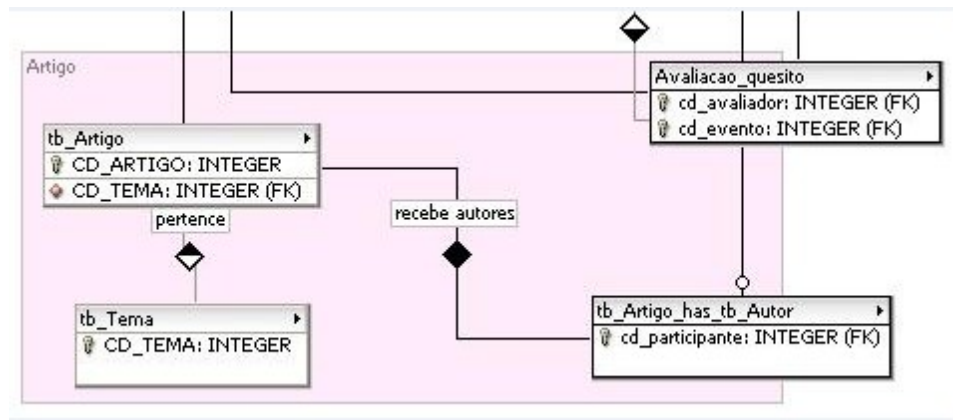 Artigo
Avaliacao_quesito
cd_avaliador: INTEGER (FK)
cd_evento: INTEGER (FK)
tb_Artigo
CD_ARTIGO: INTEGER
CD_TEMA: INTEGER (FK)
pertence
recebe autores
tb_Tema
CD_TEMA: INTEGER
tb_Artigo_has_tb_Autor
cd_participante: INTEGER (FK)